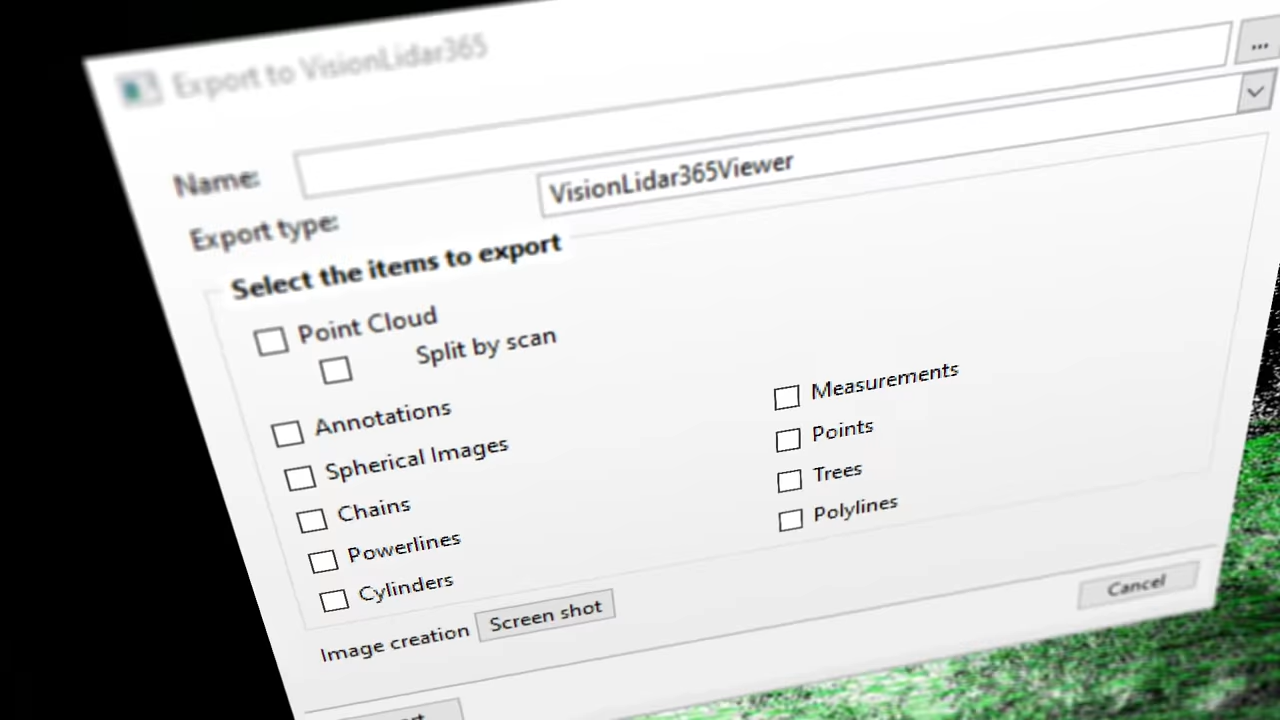 Export to VisionLidar365
Name:
...
Export type:
VisionLidar365Viewer
Select the items to export
Point Cloud
Split by scan
Annotations
Measurements
Spherical Images
Points
Chains
Trees
Powerlines
Polylines
Cylinders
Image creation
Screen shot
Cancel